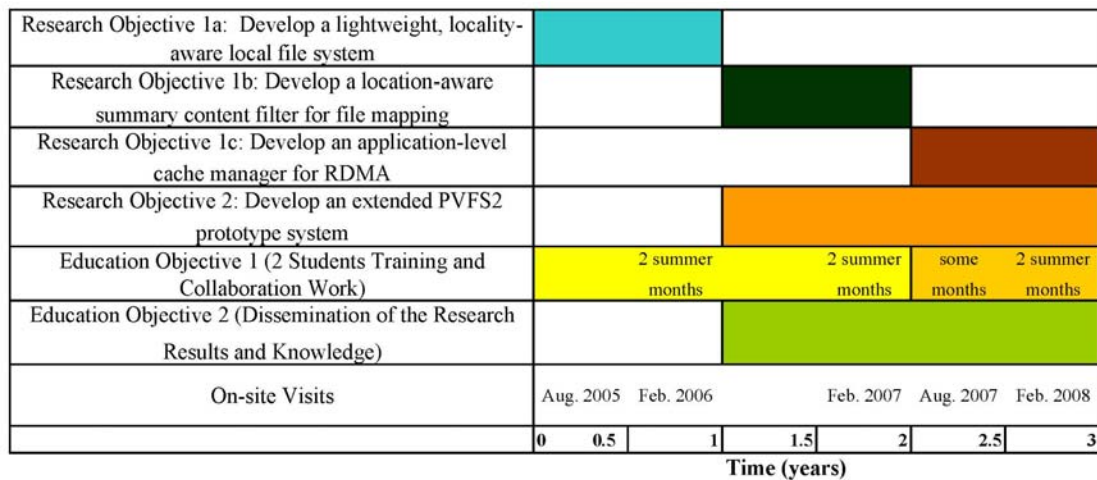 Research Objective 1a: Develop a lightweight, locality-
aware local file system
Research Objective 1b: Develop a location-aware
summary content filter for file mapping
Research Objective 1c: Develop an application-level
cache manager for RDMA
Research Objective 2: Develop an extended PVFS2
prototype system
Education Objective 1 (2 Students Training and
Collaboration Work)
2 summer
months
2 summer
months
some
months
2 summer
months
Education Objective 2 (Dissemination of the Research
Results and Knowledge)
On-site Visits
Aug. 2005
Feb. 2006
Feb. 2007
Aug. 2007
Feb. 2008
0 0.5 1 1.5 2 2.5 3
Time (years)